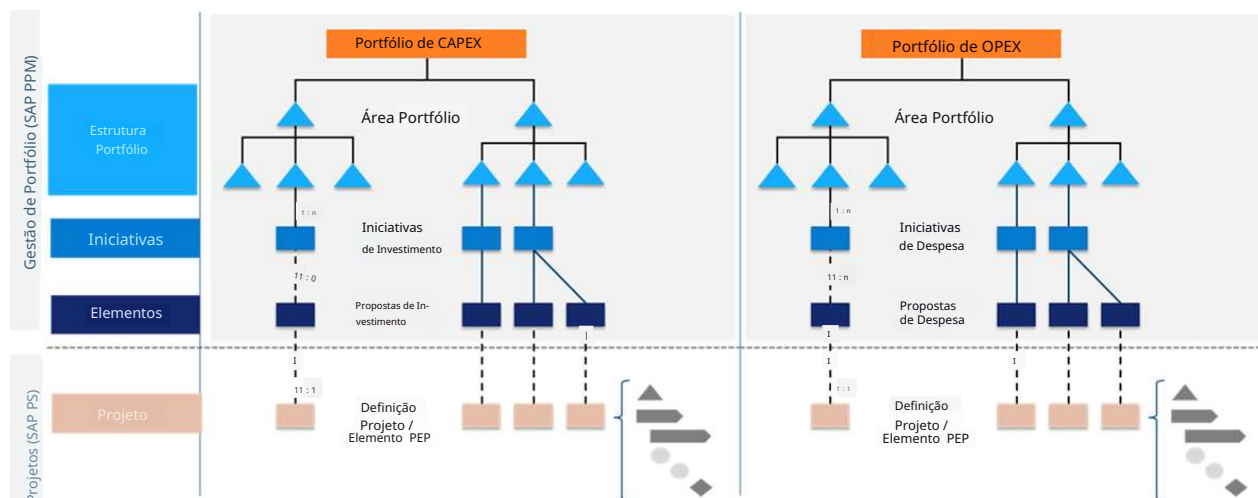 Gestão de Portfólio (SAP PPM)
Projetos (SAP PS)
Estrutura
Portfólio
Iniciativas
Elementos
Projeto
Portfólio de CAPEX
Área Portfólio
1 : n
Iniciativas
de Investimento
11 : 0
Propostas de In-
vestimento
I
I
11 : 1
Definição
Projeto /
Elemento PEP
Portfólio de OPEX
Área Portfólio
1 : n
Iniciativas
de Despesa
11 : n
Propostas
de Despesa
I
I
I
1 : 1
Definição
Projeto /
Elemento PEP